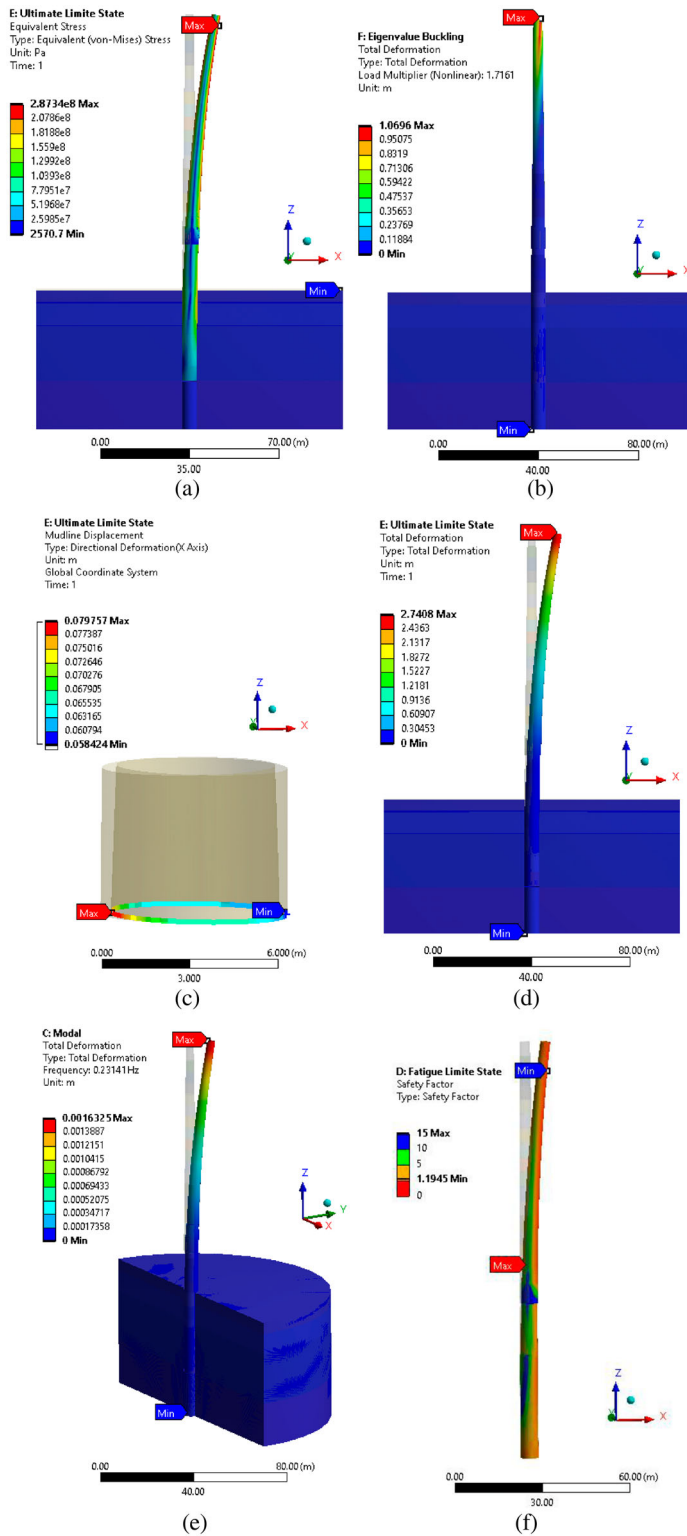 E: Ultimate Limite State
Equivalent Stress
Type: Equivalent (von-Mises) Stress
Unit: Pa
Time: 1
2.8734e8 Max
2.0786e8
1.8188e8
1.559e8
1.2992e8
1.0393e8
7.7951e7
5.1968e7
2.5985e7
2570.7 Min
Max
Min
Z
X
0.00
70.00 (m)
35.00
(a)
F: Eigenvalue Buckling
Total Deformation
Type: Total Deformation
Load Multiplier (Nonlinear): 1.7161
Unit: m
1.0696 Max
0.95075
0.8319
0.71306
0.59422
0.47537
0.35653
0.23769
0.11884
0 Min
Max
Min
Z
X
0.00
80.00 (m)
40.00
(b)
E: Ultimate Limite State
Mudline Displacement
Type: Directional Deformation(X Axis)
Unit: m
Global Coordinate System
Time: 1
0.079757 Max
0.077387
0.075016
0.072646
0.070276
0.067905
0.065535
0.063165
0.060794
0.058424 Min
Z
X
Max
Min
0.000
6.000 (m)
3.000
(c)
E: Ultimate Limite State
Total Deformation
Type: Total Deformation
Unit: m
Time: 1
2.7408 Max
2.4363
2.1317
1.8272
1.5227
1.2181
0.9136
0.60907
0.30453
0 Min
Max
Min
Z
X
0.00
80.00 (m)
40.00
(d)
C: Modal
Total Deformation
Type: Total Deformation
Frequency: 0.23141Hz
Unit: m
0.0016325 Max
0.0013887
0.0012151
0.0010415
0.00086792
0.00069433
0.00052075
0.00034717
0.00017358
0 Min
Max
Min
Z
Y
X
0.00
80.00 (m)
40.00
(e)
D: Fatigue Limite State
Safety Factor
Type: Safety Factor
15 Max
10
5
1.1945 Min
0
Min
Max
Z
X
0.00
60.00 (m)
30.00
(f)